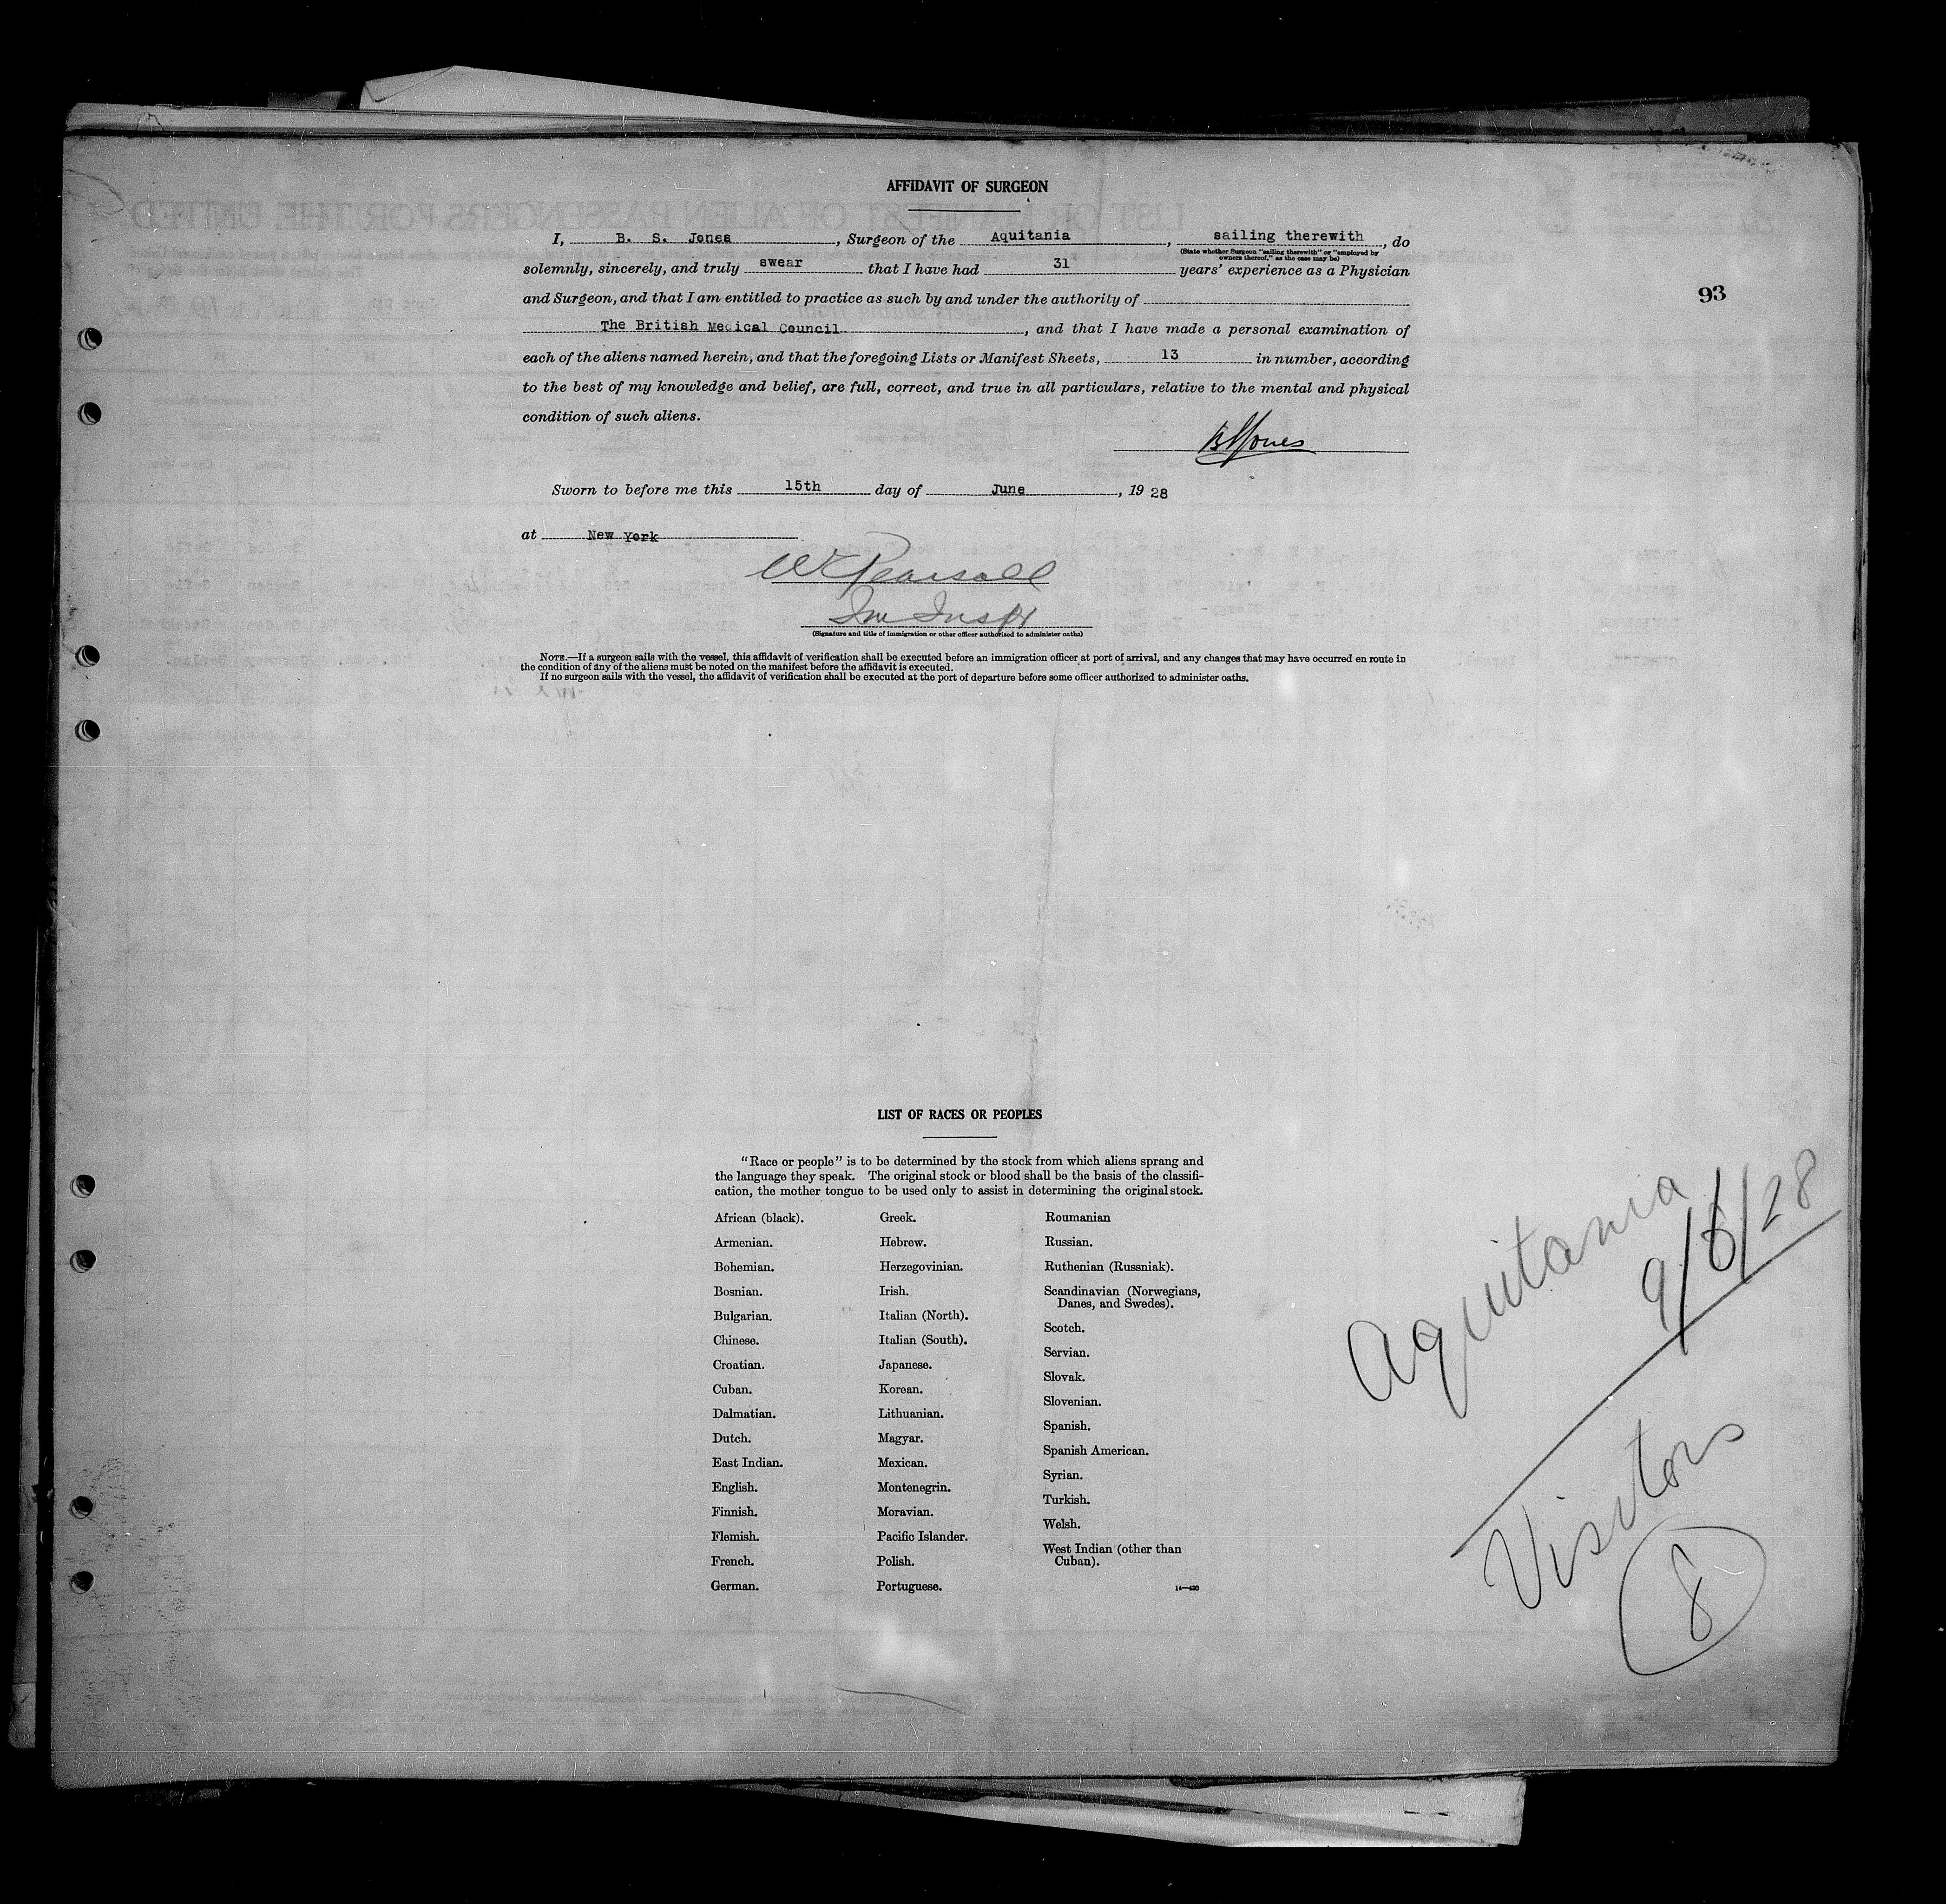 AFFIDAVIT OF SURGEON
I, B. S. Jones, Surgeon of the Aquitania, sailing therewith, do
(State whether Surgeon "sailing therewith" or "employed by
owners thereof," as the case may be)
solemnly, sincerely, and truly swear that I have had 31 years' experience as a Physician
and Surgeon, and that I am entitled to practice as such by and under the authority of
The British Medical Council, and that I have made a personal examination of
each of the aliens named herein, and that the foregoing Lists or Manifest Sheets, 13 in number, according
to the best of my knowledge and belief, are full, correct, and true in all particulars, relative to the mental and physical
condition of such aliens.
BSJones
Sworn to before me this 15th day of June, 19 28
at New York
Pearsall
Im Inspr
(Signature and title of immigration or other officer authorized to administer oaths)
NOTE.—If a surgeon sails with the vessel, this affidavit of verification shall be executed before an immigration officer at port of arrival, and any changes that may have occurred en route in
the condition of any of the aliens must be noted on the manifest before the affidavit is executed.
If no surgeon sails with the vessel, the affidavit of verification shall be executed at the port of departure before some officer authorized to administer oaths.
93
LIST OF RACES OR PEOPLES
"Race or people" is to be determined by the stock from which aliens sprang and
the language they speak. The original stock or blood shall be the basis of the classifi-
cation, the mother tongue to be used only to assist in determining the original stock.
African (black).
Armenian.
Bohemian.
Bosnian.
Bulgarian.
Chinese.
Croatian.
Cuban.
Dalmatian.
Dutch.
East Indian.
English.
Finnish.
Flemish.
French.
German.
Greek.
Hebrew.
Herzegovinian.
Irish.
Italian (North).
Italian (South).
Japanese.
Korean.
Lithuanian.
Magyar.
Mexican.
Montenegrin.
Moravian.
Pacific Islander.
Polish.
Portuguese.
Roumanian
Russian.
Ruthenian (Russniak).
Scandinavian (Norwegians,
Danes, and Swedes).
Scotch.
Servian.
Slovak.
Slovenian.
Spanish.
Spanish American.
Syrian.
Turkish.
Welsh.
West Indian (other than
Cuban).
14—430
Aquitania
9/6/28
Visitors
8